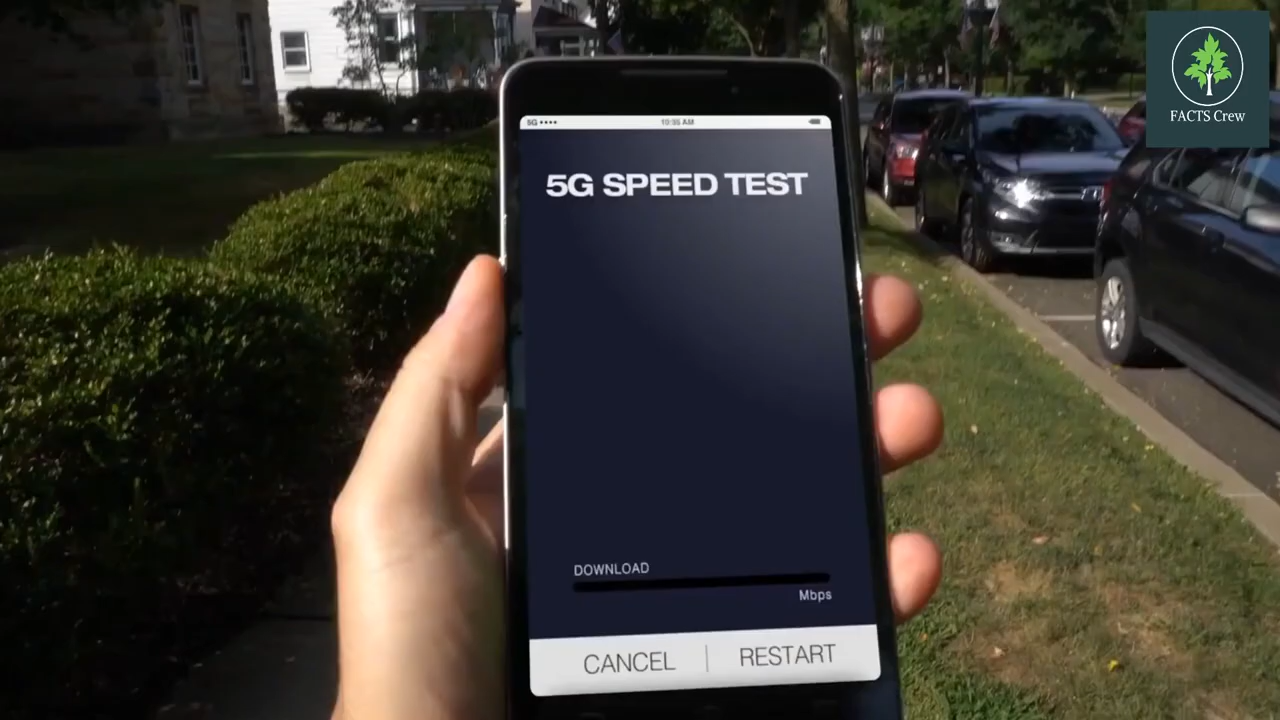 FACTS Crew
5G
10:35 AM
5G SPEED TEST
DOWNLOAD
Mbps
CANCEL
RESTART